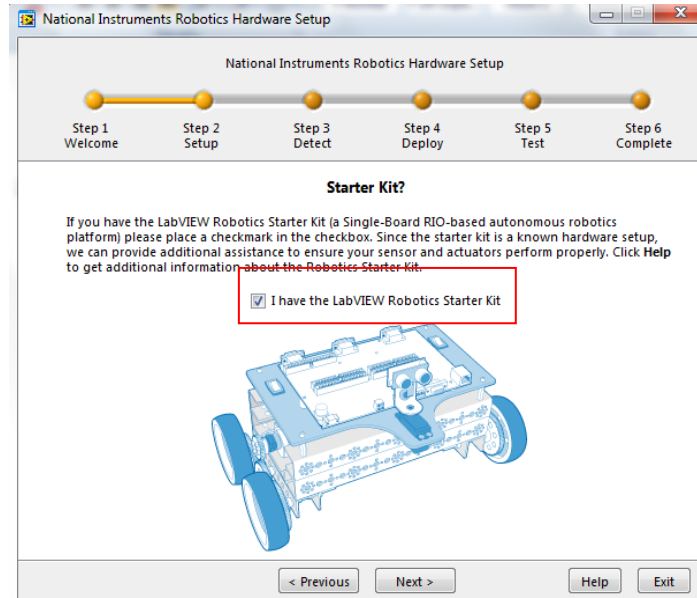 National Instruments Robotics Hardware Setup
National Instruments Robotics Hardware Setup
Step 1 Step 2 Step 3 Step 4 Step 5 Step 6
Welcome Setup Detect Deploy Test Complete
Starter Kit?
If you have the LabVIEW Robotics Starter Kit (a Single-Board RIO-based autonomous robotics
platform) please place a checkmark in the checkbox. Since the starter kit is a known hardware setup,
we can provide additional assistance to ensure your sensor and actuators perform properly. Click Help
to get additional information about the Robotics Starter Kit.
I have the LabVIEW Robotics Starter Kit
< Previous Next > Help Exit